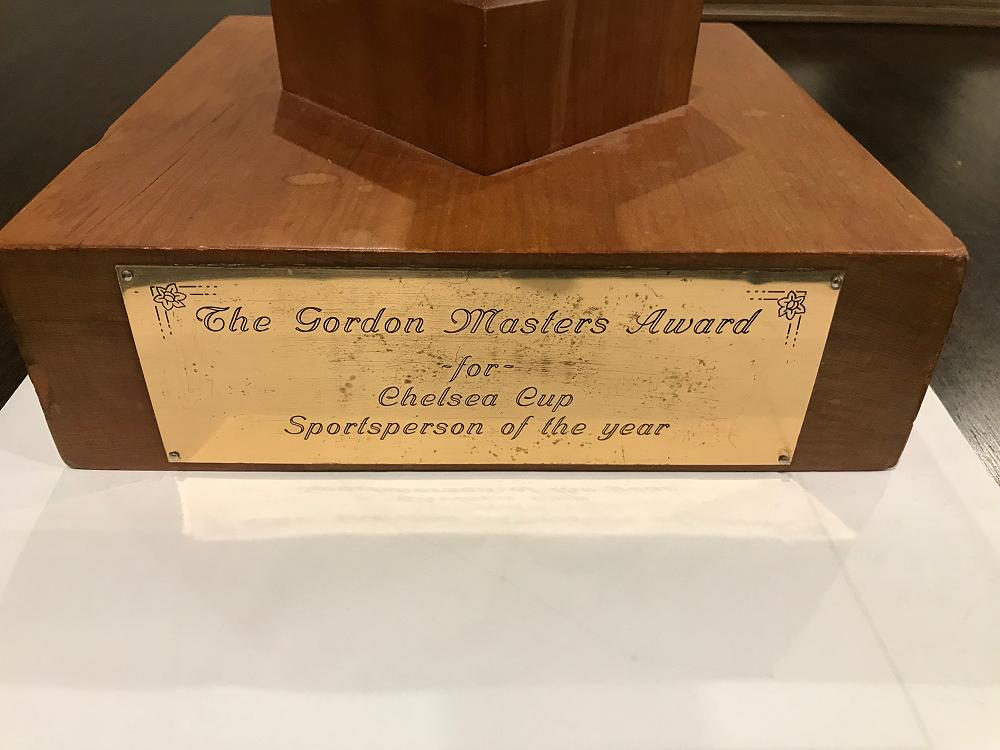 The Gordon Masters Award
-for-
Chelsea Cup
Sportsperson of the year